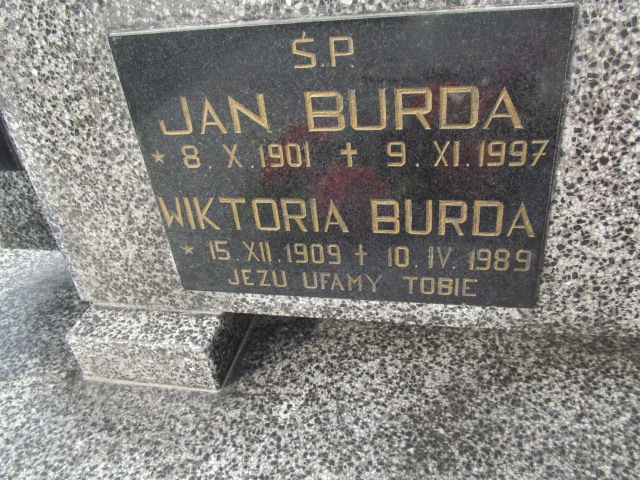 Ś.P.
JAN BURDA
* 8. X. 1901 + 9. XI. 1997
WIKTORIA BURDA
* 15. XII. 1909 + 10. IV. 1989
JEZU UFAMY TOBIE